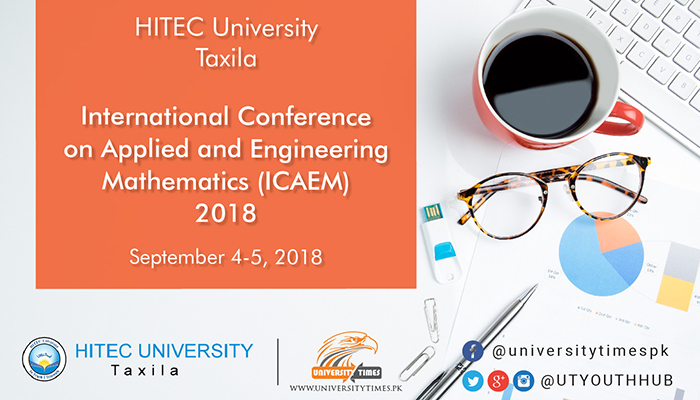 HITEC University
Taxila
International Conference
on Applied and Engineering
Mathematics (ICAEM)
2018
September 4-5, 2018
HITEC UNIVERSITY
Taxila
UNIVERSITY TIMES
WWW.UNIVERSITYTIMES.PK
@universitytimespk
@UTYOUTHHUB